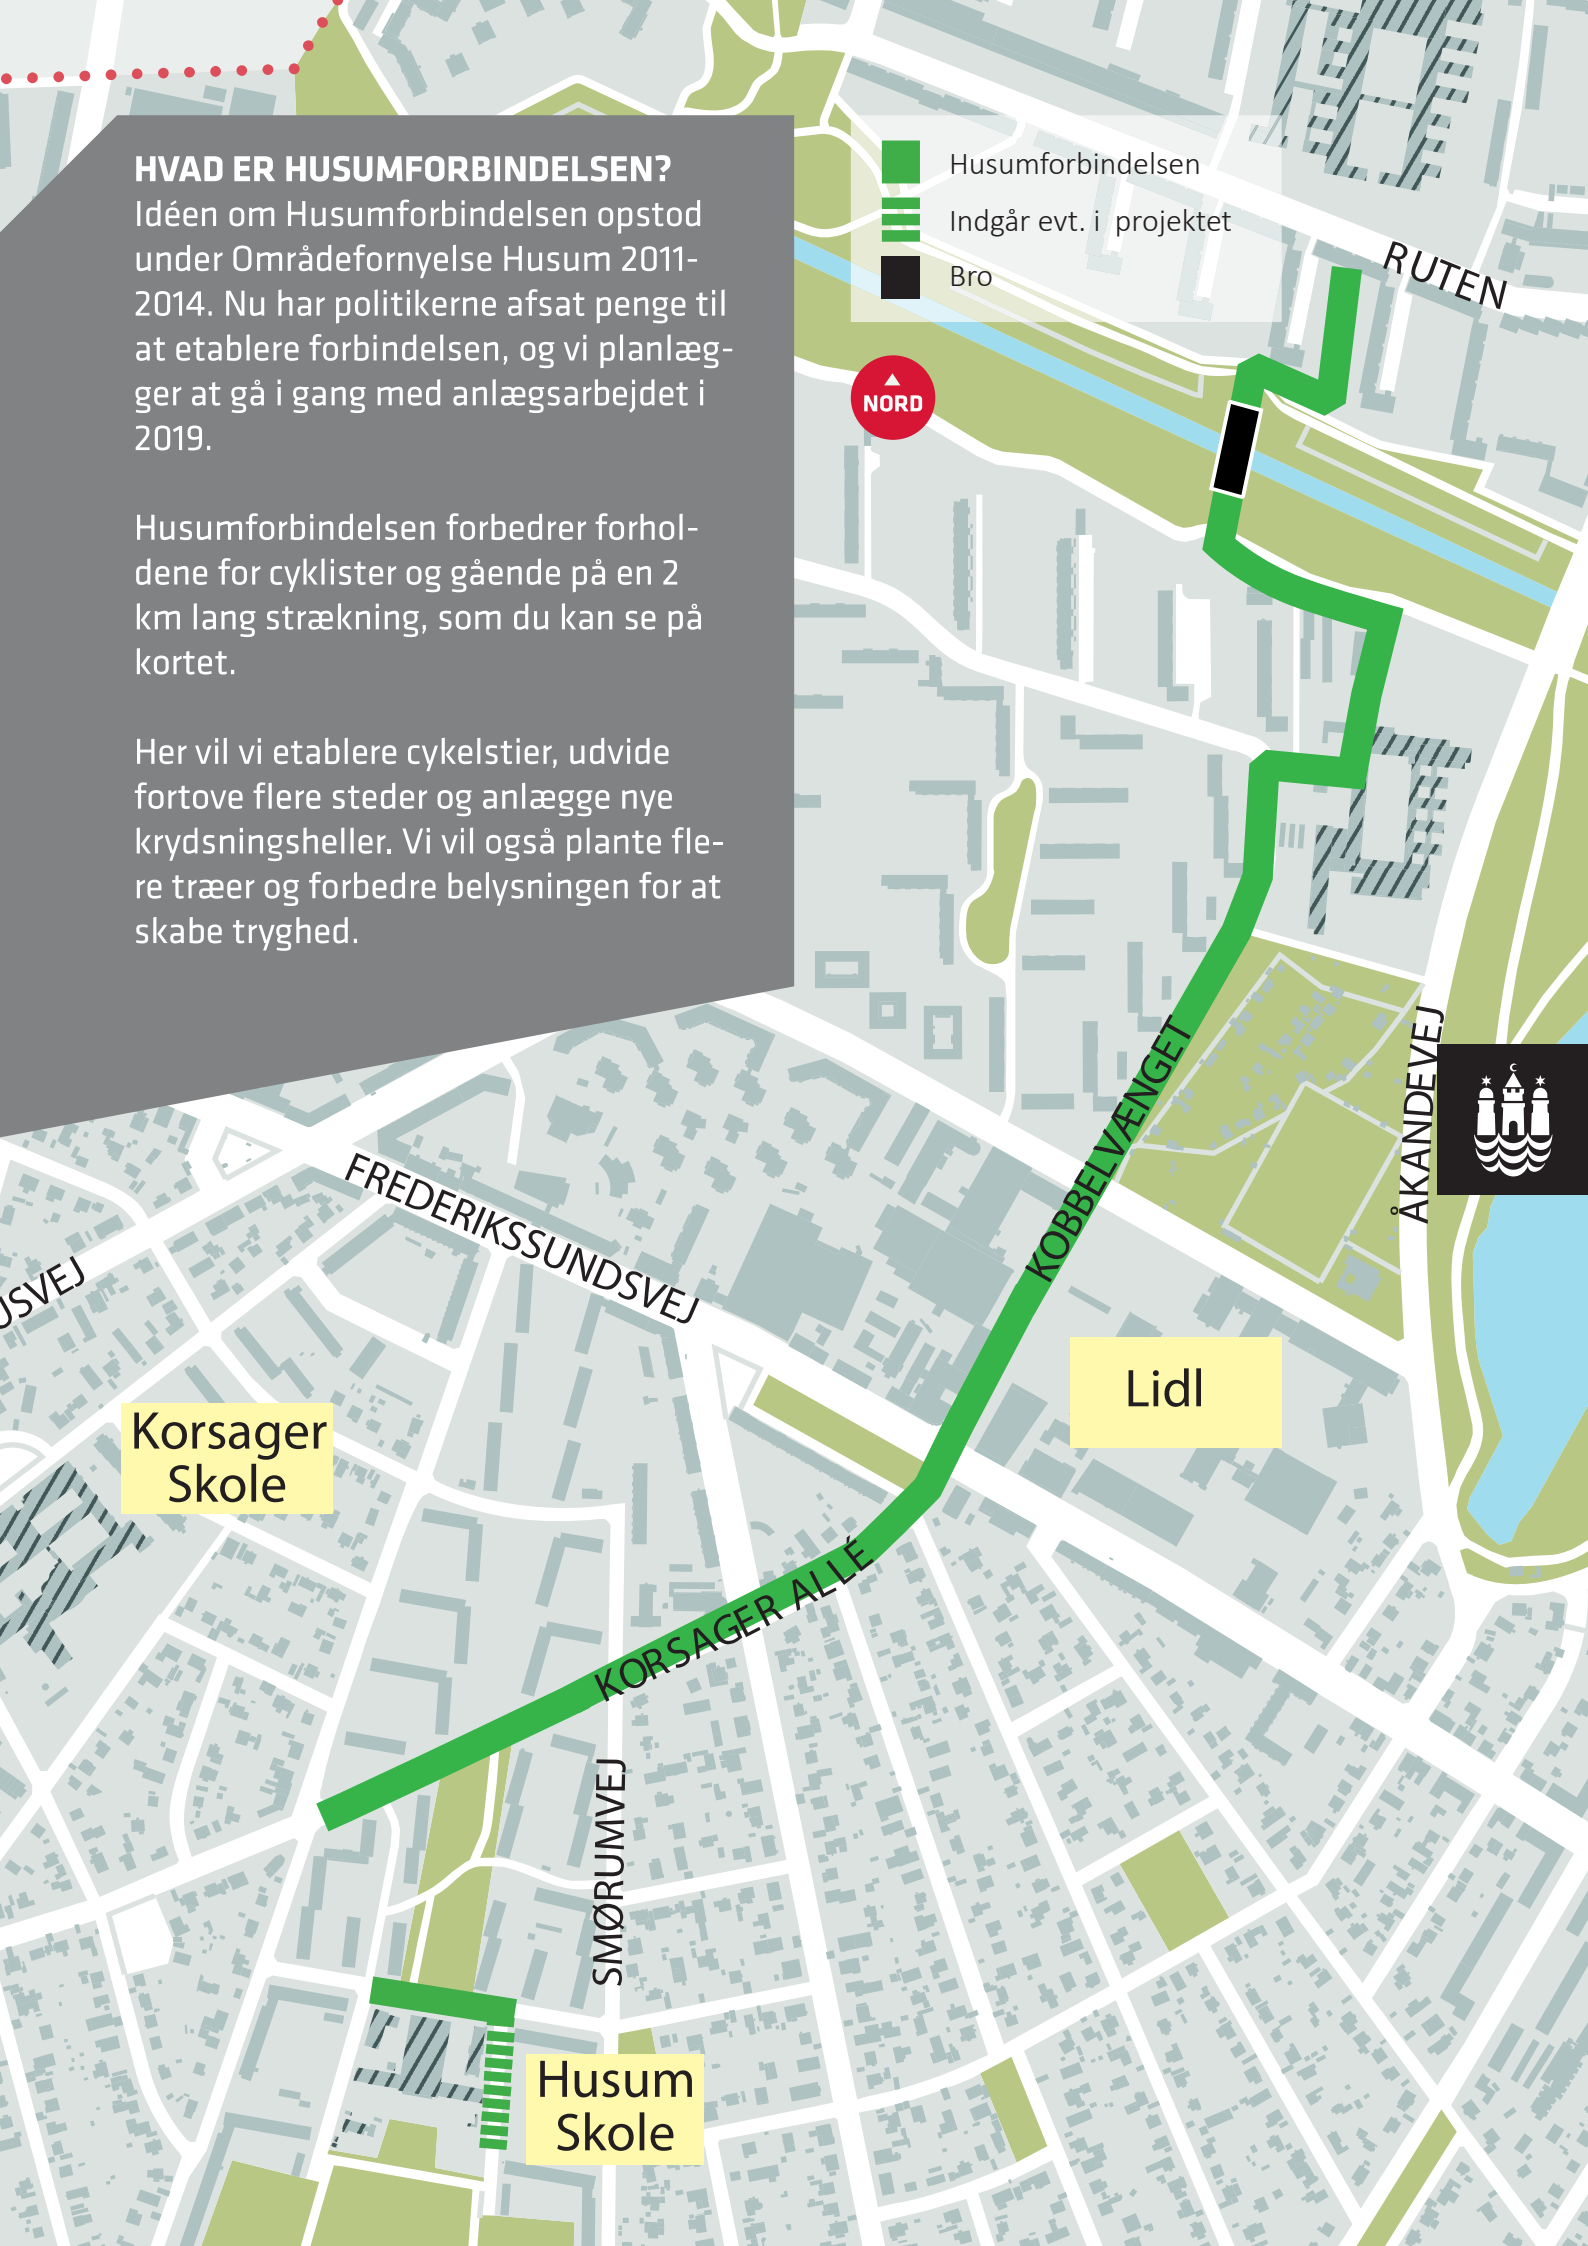 HVAD ER HUSUMFORBINDELSEN?
Idéen om Husumforbindelsen opstod
under Områdefornyelse Husum 2011-
2014. Nu har politikerne afsat penge til
at etablere forbindelsen, og vi planlæg-
ger at gå i gang med anlægsarbejdet i
2019.
Husumforbindelsen forbedrer forhol-
dene for cyklister og gående på en 2
km lang strækning, som du kan se på
kortet.
Her vil vi etablere cykelstier, udvide
fortove flere steder og anlægge nye
krydsningsheller. Vi vil også plante fle-
re træer og forbedre belysningen for at
skabe tryghed.
Husumforbindelsen
Indgår evt. i projektet
Bro
NORD
RUTEN
KOBBELVÆNGET
ÅKANDEVEJ
FREDERIKSSUNDSVEJ
USVEJ
Lidl
Korsager
Skole
KORSAGER ALLÉ
SMØRUMVEJ
Husum
Skole